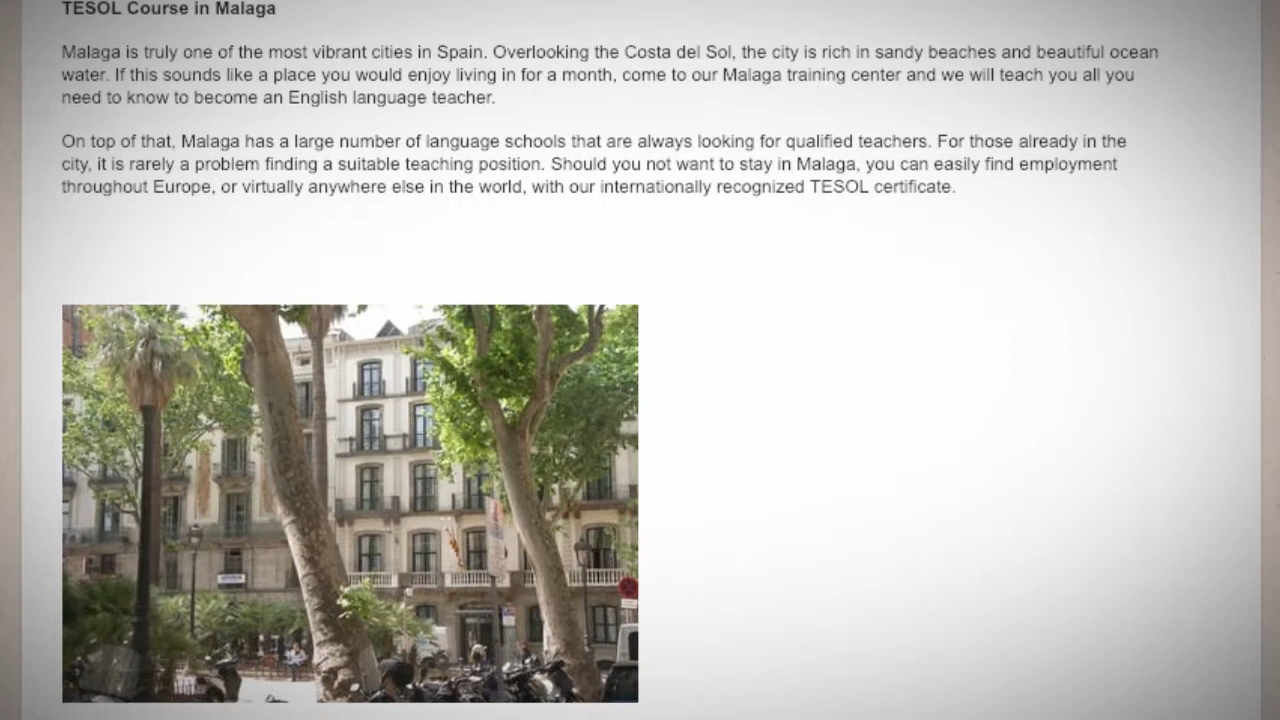 TESOL Course in Malaga
Malaga is truly one of the most vibrant cities in Spain. Overlooking the Costa del Sol, the city is rich in sandy beaches and beautiful ocean
water. If this sounds like a place you would enjoy living in for a month, come to our Malaga training center and we will teach you all you
need to know to become an English language teacher.
On top of that, Malaga has a large number of language schools that are always looking for qualified teachers. For those already in the
city, it is rarely a problem finding a suitable teaching position. Should you not want to stay in Malaga, you can easily find employment
throughout Europe, or virtually anywhere else in the world, with our internationally recognized TESOL certificate.